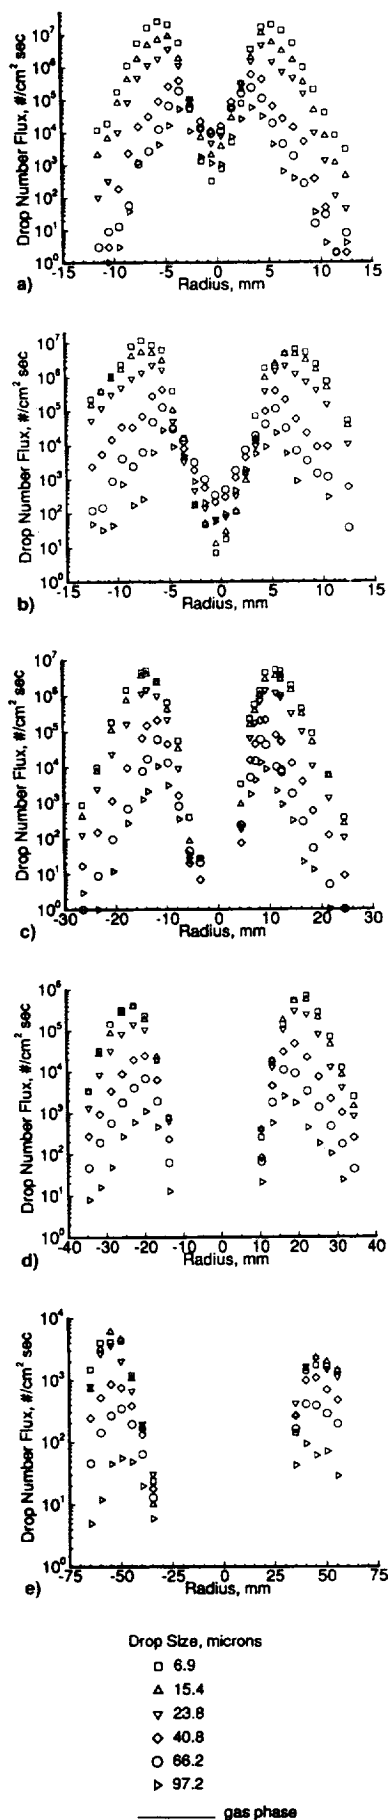 Drop Number Flux, #/cm² sec
10⁷
10⁶
10⁵
10⁴
10³
10²
10¹
10⁰
-15 -10 -5 0 5 10 15
a) Radius, mm
Drop Number Flux, #/cm² sec
10⁷
10⁶
10⁵
10⁴
10³
10²
10¹
10⁰
-15 -10 -5 0 5 10 15
b) Radius, mm
Drop Number Flux, #/cm² sec
10⁷
10⁶
10⁵
10⁴
10³
10²
10¹
10⁰
-30 -20 -10 0 10 20 30
c) Radius, mm
Drop Number Flux, #/cm² sec
10⁶
10⁵
10⁴
10³
10²
10¹
10⁰
-40 -30 -20 -10 0 10 20 30 40
d) Radius, mm
Drop Number Flux, #/cm² sec
10⁴
10³
10²
10¹
10⁰
-75 -50 -25 0 25 50 75
e) Radius, mm
Drop Size, microns
6.9
15.4
23.8
40.8
66.2
97.2
gas phase